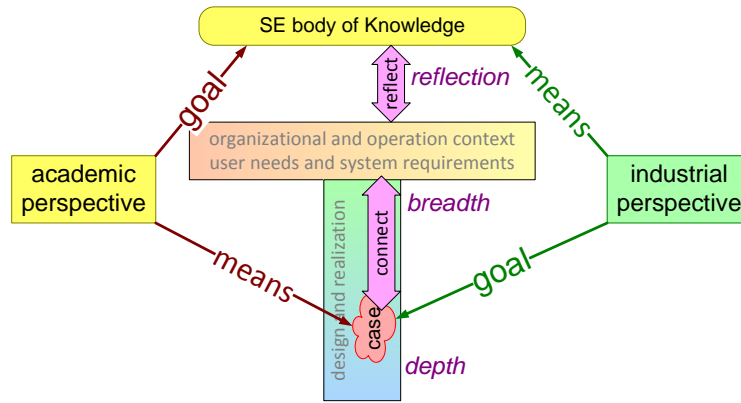 SE body of Knowledge
goal
reflect
reflection
means
organizational and operation context
user needs and system requirements
academic
perspective
industrial
perspective
breadth
connect
design and realization
means
goal
case
depth